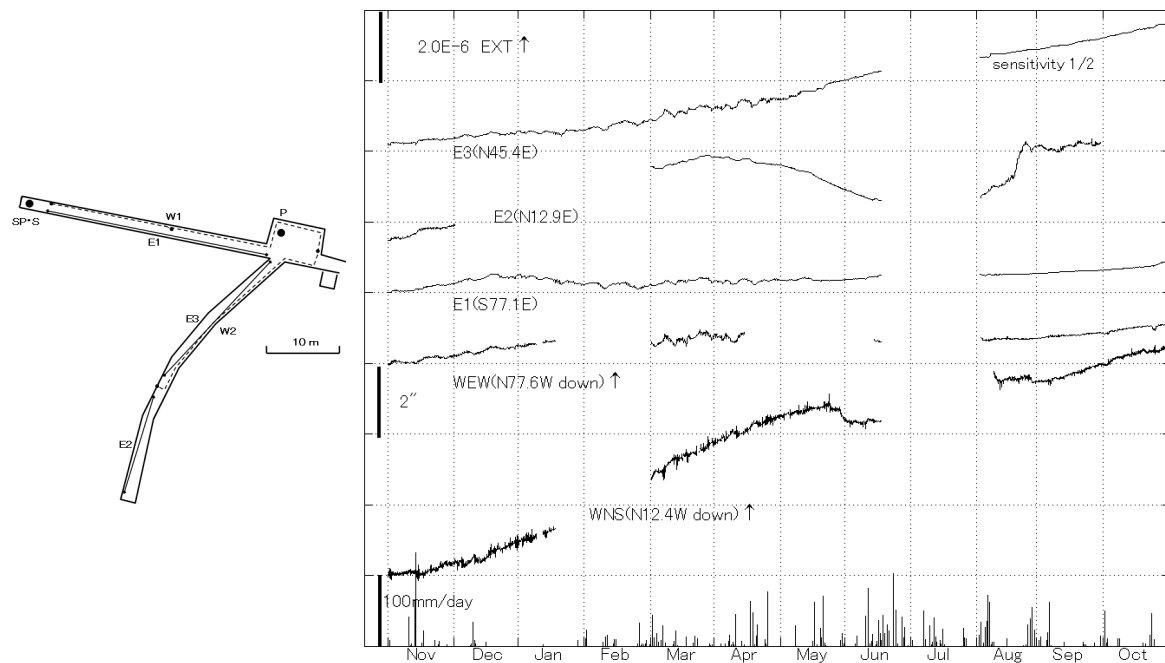 P
W1
SP•S
E1
E3
W2
10 m
E2
2.0E-6 EXT ↑
sensitivity 1/2
E3(N45.4E)
E2(N12.9E)
E1(S77.1E)
WEW(N77.6W down) ↑
2″
WNS(N12.4W down) ↑
100mm/day
Nov Dec Jan Feb Mar Apr May Jun Jul Aug Sep Oct